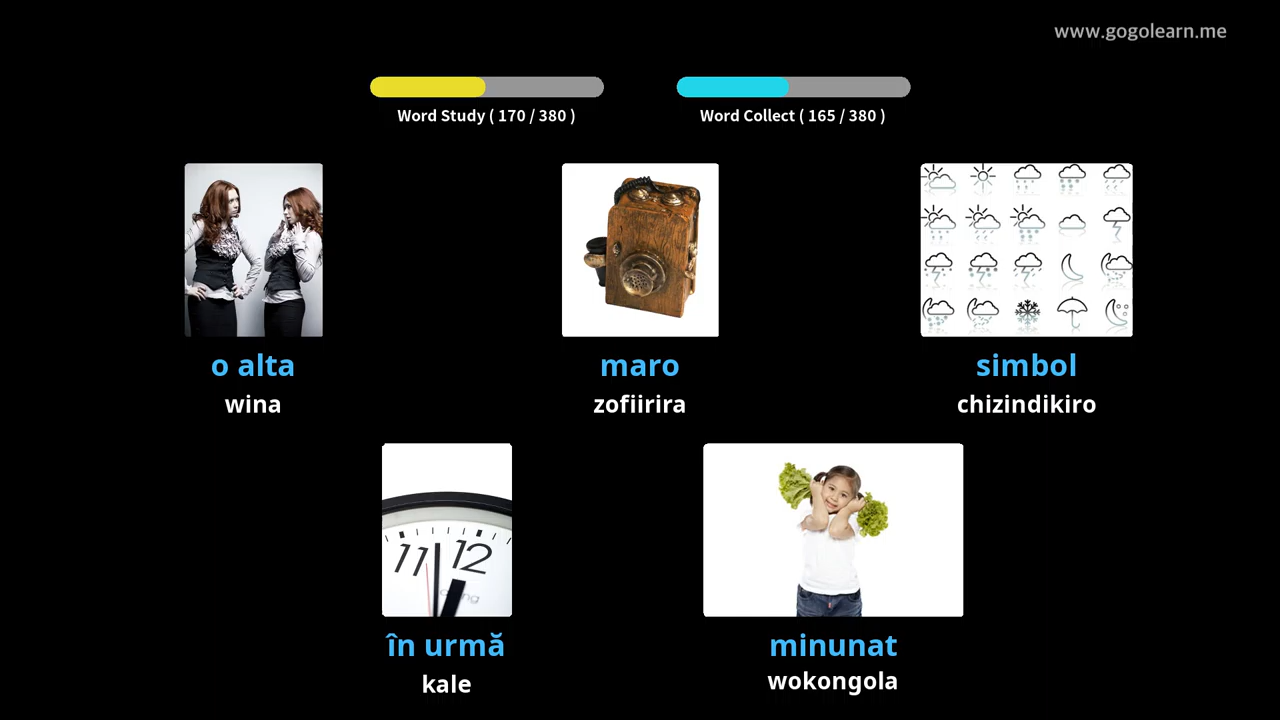 www.gogolearn.me
Word Study ( 170 / 380 )
Word Collect ( 165 / 380 )
o alta
wina
maro
zofiirira
simbol
chizindikiro
11 12
în urmă
kale
minunat
wokongola